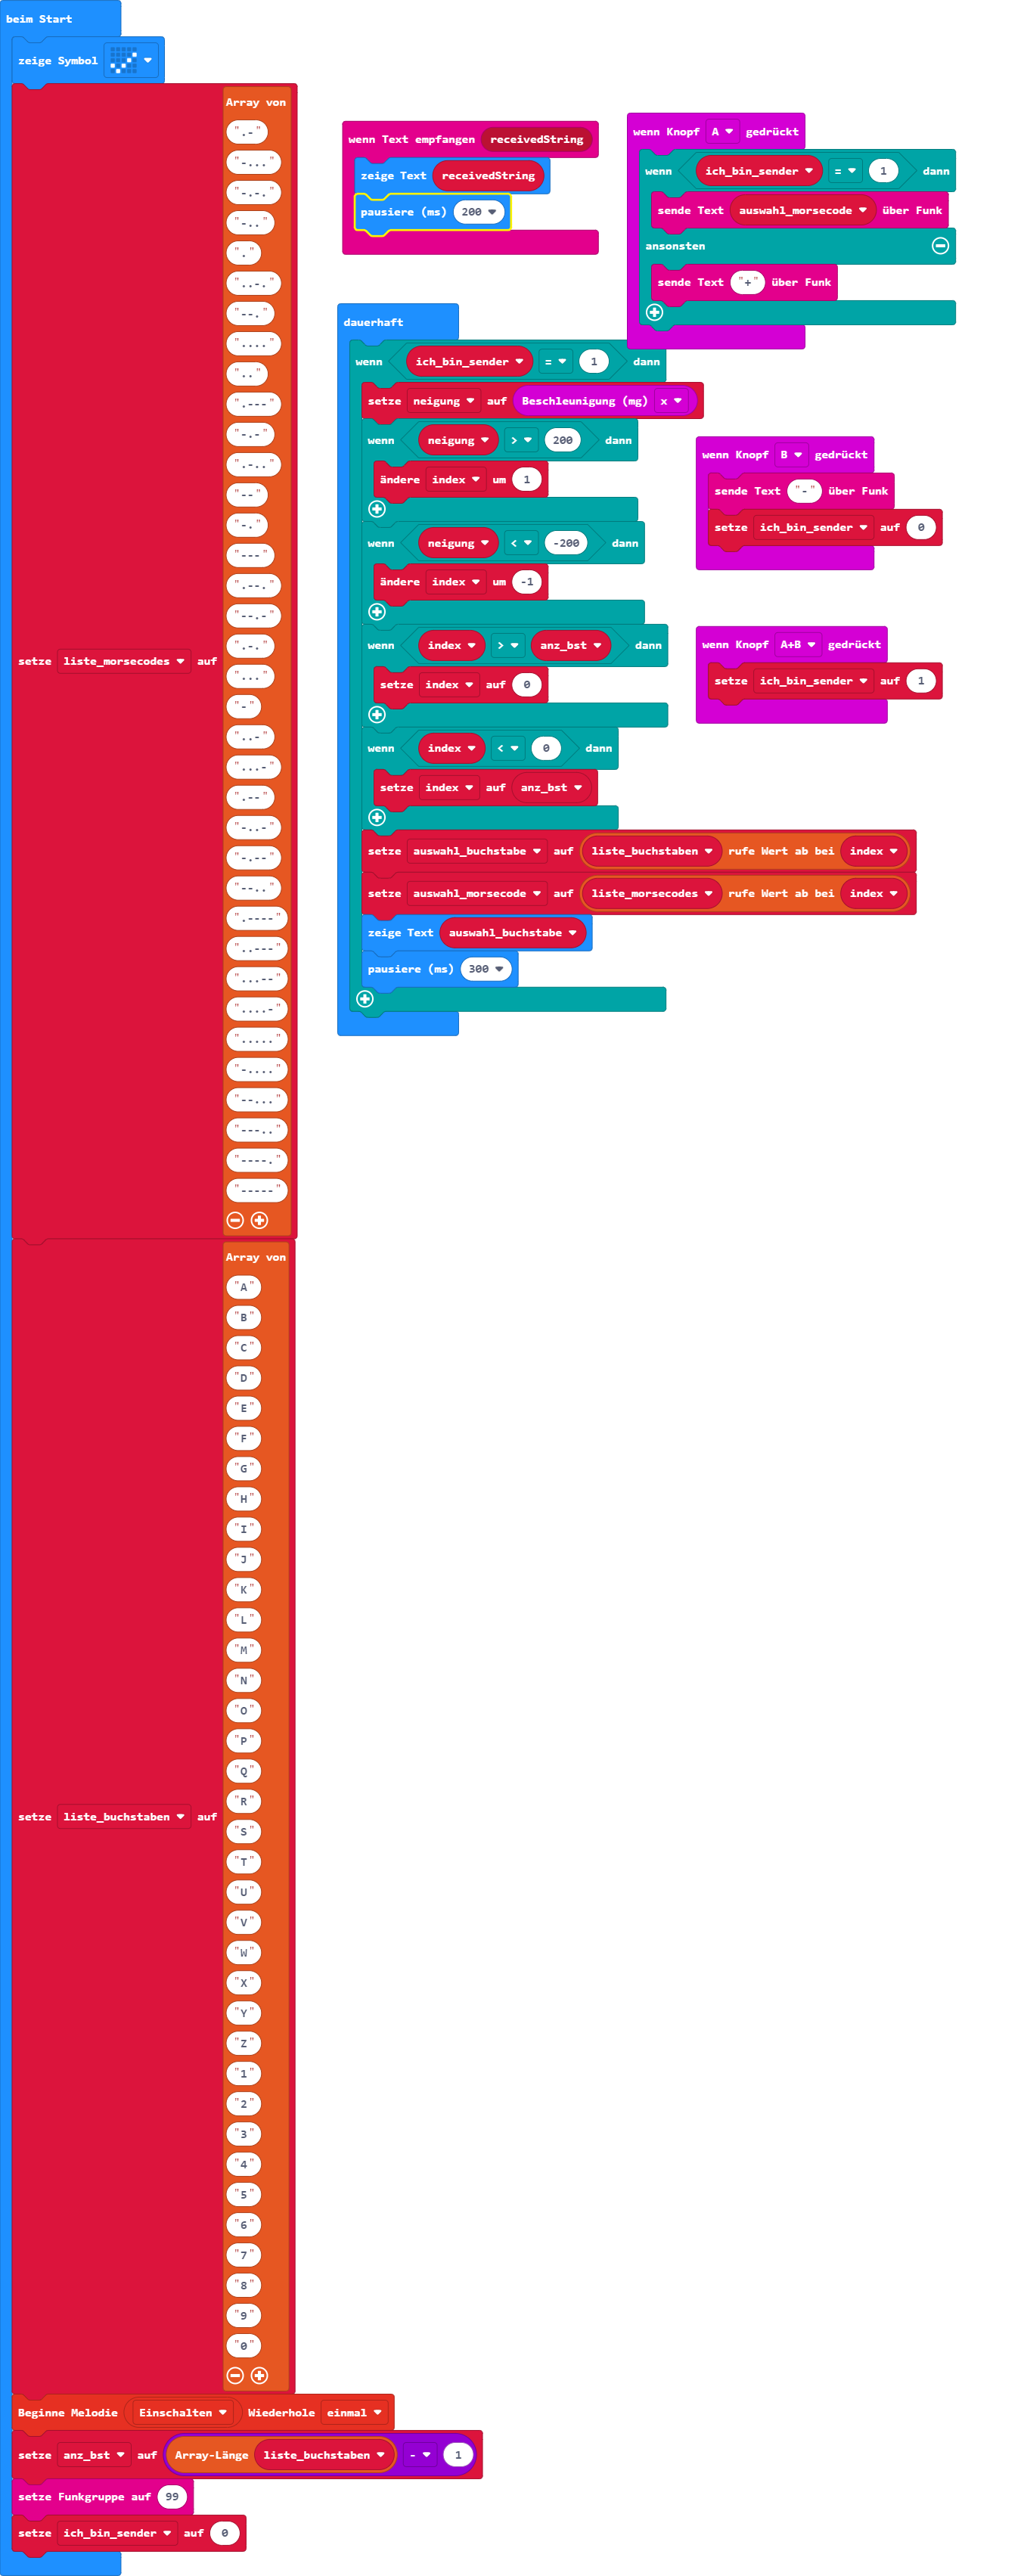 beim Start
zeige Symbol
setze liste_morsecodes auf
Array von
".-"
"-..."
"-.-."
"-.."
"."
"..-."
"--."
"...."
".."
".---"
"-.-"
".-.."
"--"
"-."
"---"
".--."
"--.-"
".-."
"..."
"-"
"..-"
"...-"
".--"
"-..-"
"-.--"
"--.."
".----"
"..---"
"...--"
"....-"
"....."
"-...."
"--..."
"---.."
"----."
"-----"
setze liste_buchstaben auf
Array von
"A"
"B"
"C"
"D"
"E"
"F"
"G"
"H"
"I"
"J"
"K"
"L"
"M"
"N"
"O"
"P"
"Q"
"R"
"S"
"T"
"U"
"V"
"W"
"X"
"Y"
"Z"
"1"
"2"
"3"
"4"
"5"
"6"
"7"
"8"
"9"
"0"
Beginne Melodie Einschalten Wiederhole einmal
setze anz_bst auf Array-Länge liste_buchstaben - 1
setze Funkgruppe auf 99
setze ich_bin_sender auf 0
wenn Text empfangen receivedString
zeige Text receivedString
pausiere (ms) 200
wenn Knopf A gedrückt
wenn ich_bin_sender = 1 dann
sende Text auswahl_morsecode über Funk
ansonsten
sende Text "+" über Funk
dauerhaft
wenn ich_bin_sender = 1 dann
setze neigung auf Beschleunigung (mg) x
wenn neigung > 200 dann
ändere index um 1
wenn neigung < -200 dann
ändere index um -1
wenn index > anz_bst dann
setze index auf 0
wenn index < 0 dann
setze index auf anz_bst
setze auswahl_buchstabe auf liste_buchstaben rufe Wert ab bei index
setze auswahl_morsecode auf liste_morsecodes rufe Wert ab bei index
zeige Text auswahl_buchstabe
pausiere (ms) 300
wenn Knopf B gedrückt
sende Text "-" über Funk
setze ich_bin_sender auf 0
wenn Knopf A+B gedrückt
setze ich_bin_sender auf 1